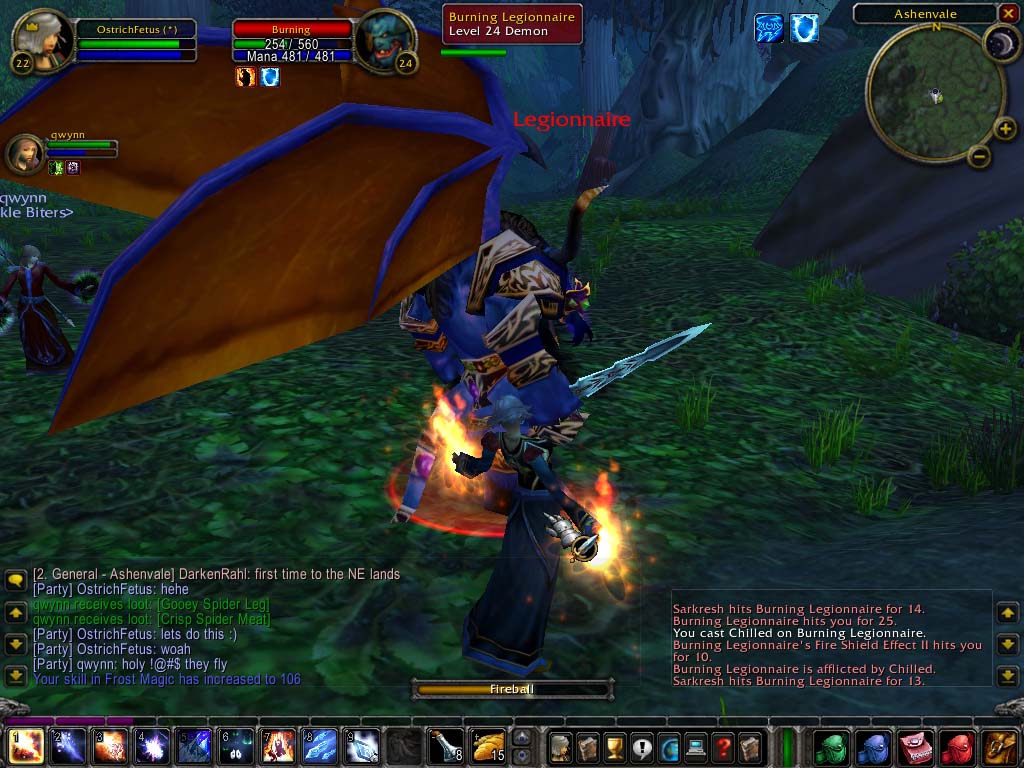 OstrichFetus (*)
22
Burning
254 / 560
Mana 481 / 481
24
Burning Legionnaire
Level 24 Demon
Ashenvale
N
Legionnaire
qwynn
qwynn
kle Biters>
[2. General - Ashenvale] DarkenRahl: first time to the NE lands
[Party] OstrichFetus: hehe
qwynn receives loot: [Gooey Spider Leg]
qwynn receives loot: [Crisp Spider Meat]
[Party] OstrichFetus: lets do this :)
[Party] OstrichFetus: woah
[Party] qwynn: holy !@#$ they fly
Your skill in Frost Magic has increased to 106
Sarkresh hits Burning Legionnaire for 14.
Burning Legionnaire hits you for 25.
You cast Chilled on Burning Legionnaire.
Burning Legionnaire's Fire Shield Effect II hits you
for 10.
Burning Legionnaire is afflicted by Chilled.
Sarkresh hits Burning Legionnaire for 13.
Fireball
1 2 3 4 5 6 7 8 9 - 8 + 15